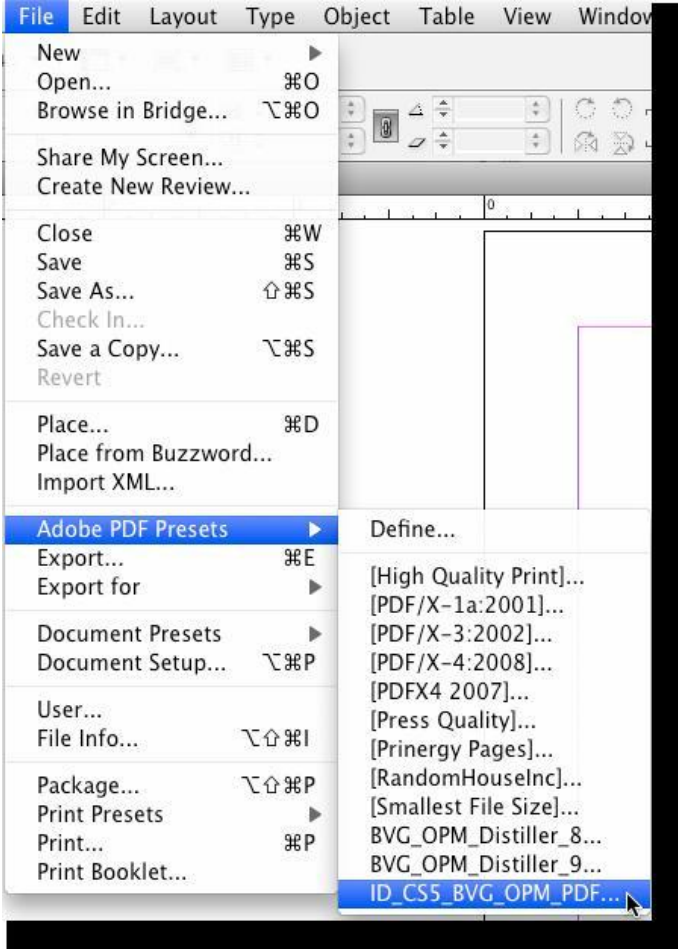 File Edit Layout Type Object Table View Window
New
Open... ⌘O
Browse in Bridge... ⌥⌘O
Share My Screen...
Create New Review...
0
Close ⌘W
Save ⌘S
Save As... ⇧⌘S
Check In...
Save a Copy... ⌥⌘S
Revert
Place... ⌘D
Place from Buzzword...
Import XML...
Adobe PDF Presets
Export... ⌘E
Export for
Document Presets
Document Setup... ⌥⌘P
User...
File Info... ⌥⇧⌘I
Package... ⌥⇧⌘P
Print Presets
Print... ⌘P
Print Booklet...
Define...
[High Quality Print]...
[PDF/X-1a:2001]...
[PDF/X-3:2002]...
[PDF/X-4:2008]...
[PDFX4 2007]...
[Press Quality]...
[Prinergy Pages]...
[RandomHouseInc]...
[Smallest File Size]...
BVG_OPM_Distiller_8...
BVG_OPM_Distiller_9...
ID_CS5_BVG_OPM_PDF...